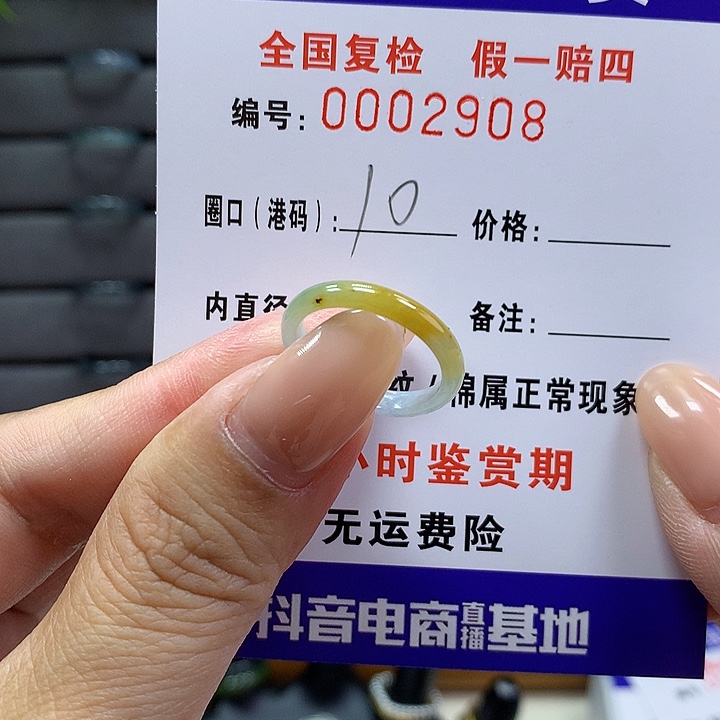 全国复检 假一赔四
编号: 0002908
圈口(港码): 10 价格:
内直径 备注:
纹/棉属正常现象
小时鉴赏期
无运费险
抖音电商直播基地